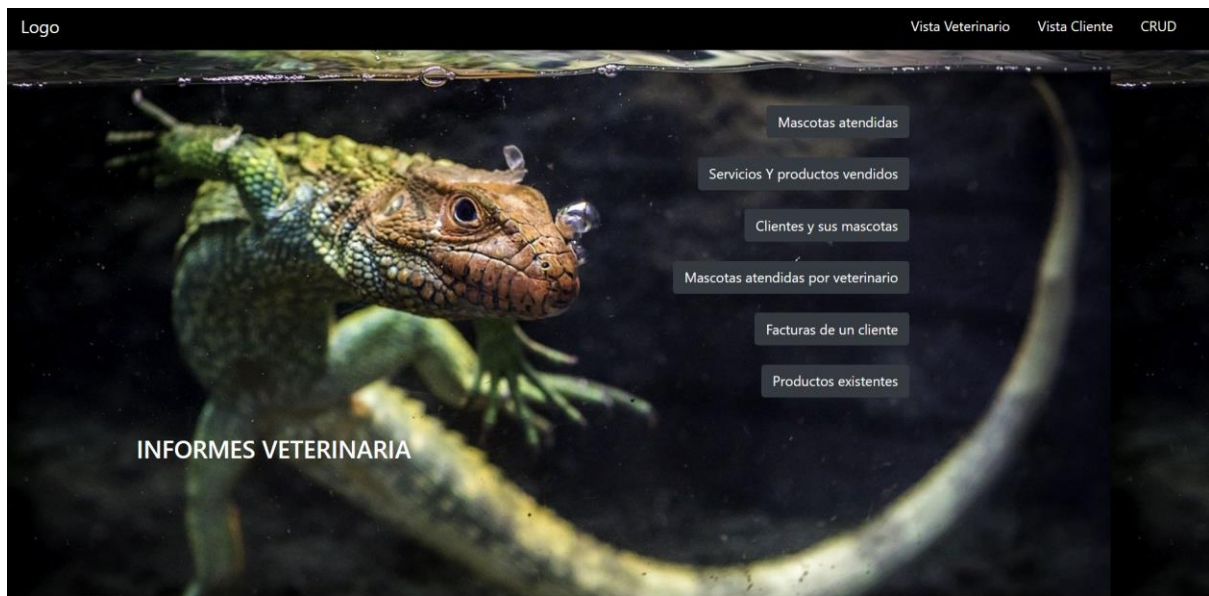 Logo
Vista Veterinario
Vista Cliente
CRUD
Mascotas atendidas
Servicios Y productos vendidos
Clientes y sus mascotas
Mascotas atendidas por veterinario
Facturas de un cliente
Productos existentes
INFORMES VETERINARIA